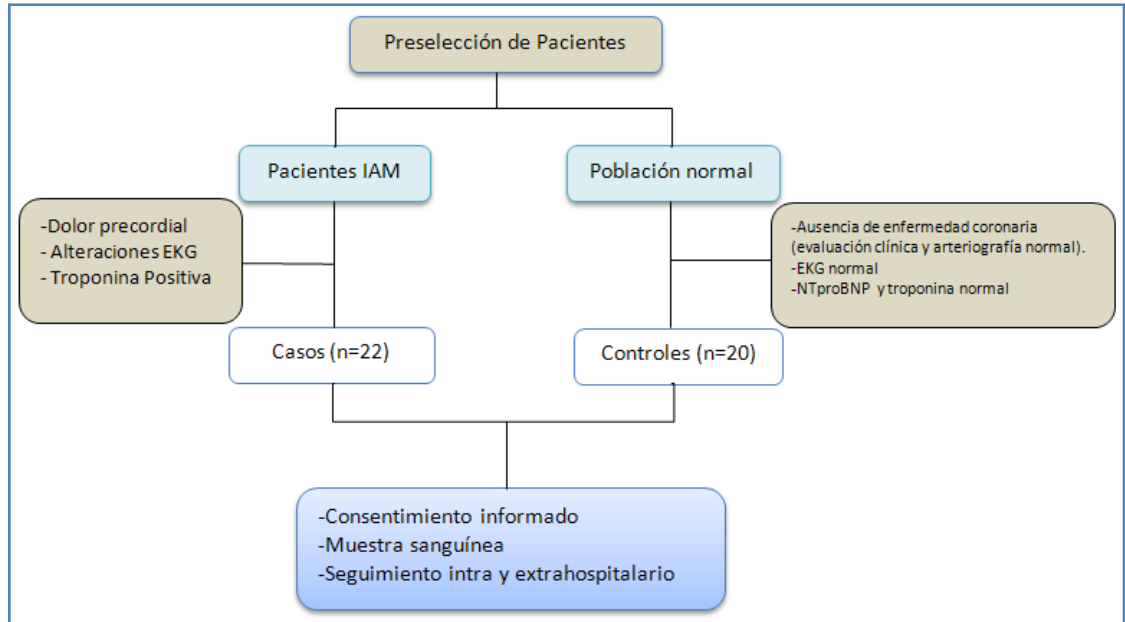 Preselección de Pacientes
Pacientes IAM
Población normal
-Dolor precordial
- Alteraciones EKG
- Troponina Positiva
-Ausencia de enfermedad coronaria
(evaluación clínica y arteriografía normal).
-EKG normal
-NTproBNP y troponina normal
Casos (n=22)
Controles (n=20)
-Consentimiento informado
-Muestra sanguínea
-Seguimiento intra y extrahospitalario